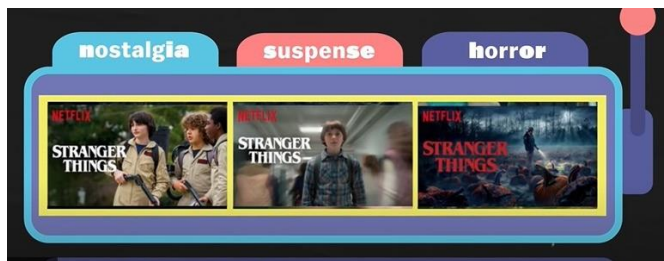 nostalgia
suspense
horror
NETFLIX
STRANGER
THINGS
NETFLIX
STRANGER
THINGS
NETFLIX
STRANGER
THINGS